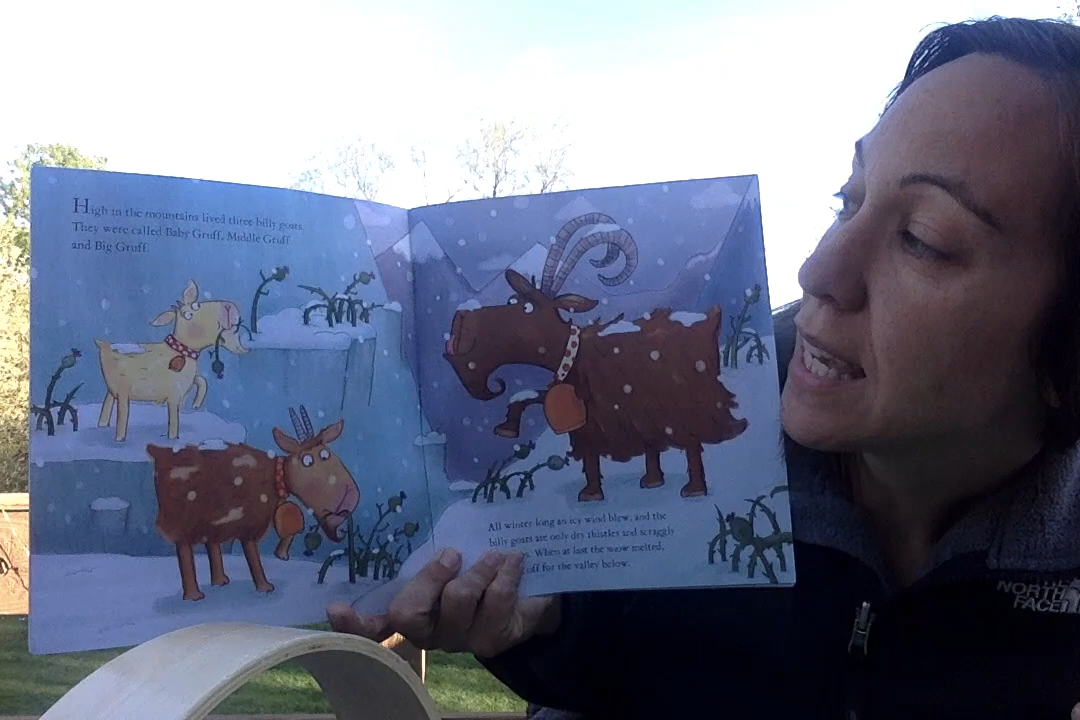 High in the mountains lived three billy goats.
They were called Baby Gruff, Middle Gruff
and Big Gruff.
All winter long an icy wind blew, and the
billy goats ate only dry thistles and scraggly
When at last the snow melted,
off for the valley below.
NORTH
FACE